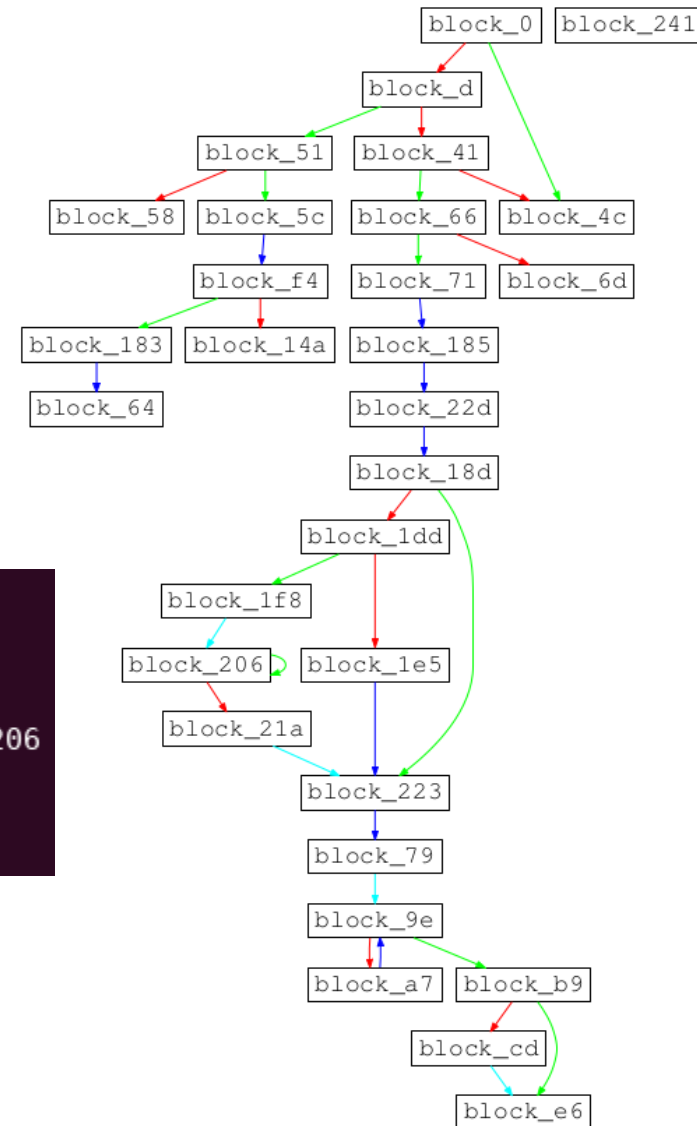 block_0 block_241
block_d
block_51 block_41
block_58 block_5c block_66 block_4c
block_f4 block_71 block_6d
block_183 block_14a block_185
block_64 block_22d
block_18d
block_1dd
block_1f8
block_206 block_1e5
206
block_21a
block_223
block_79
block_9e
block_a7 block_b9
block_cd
block_e6